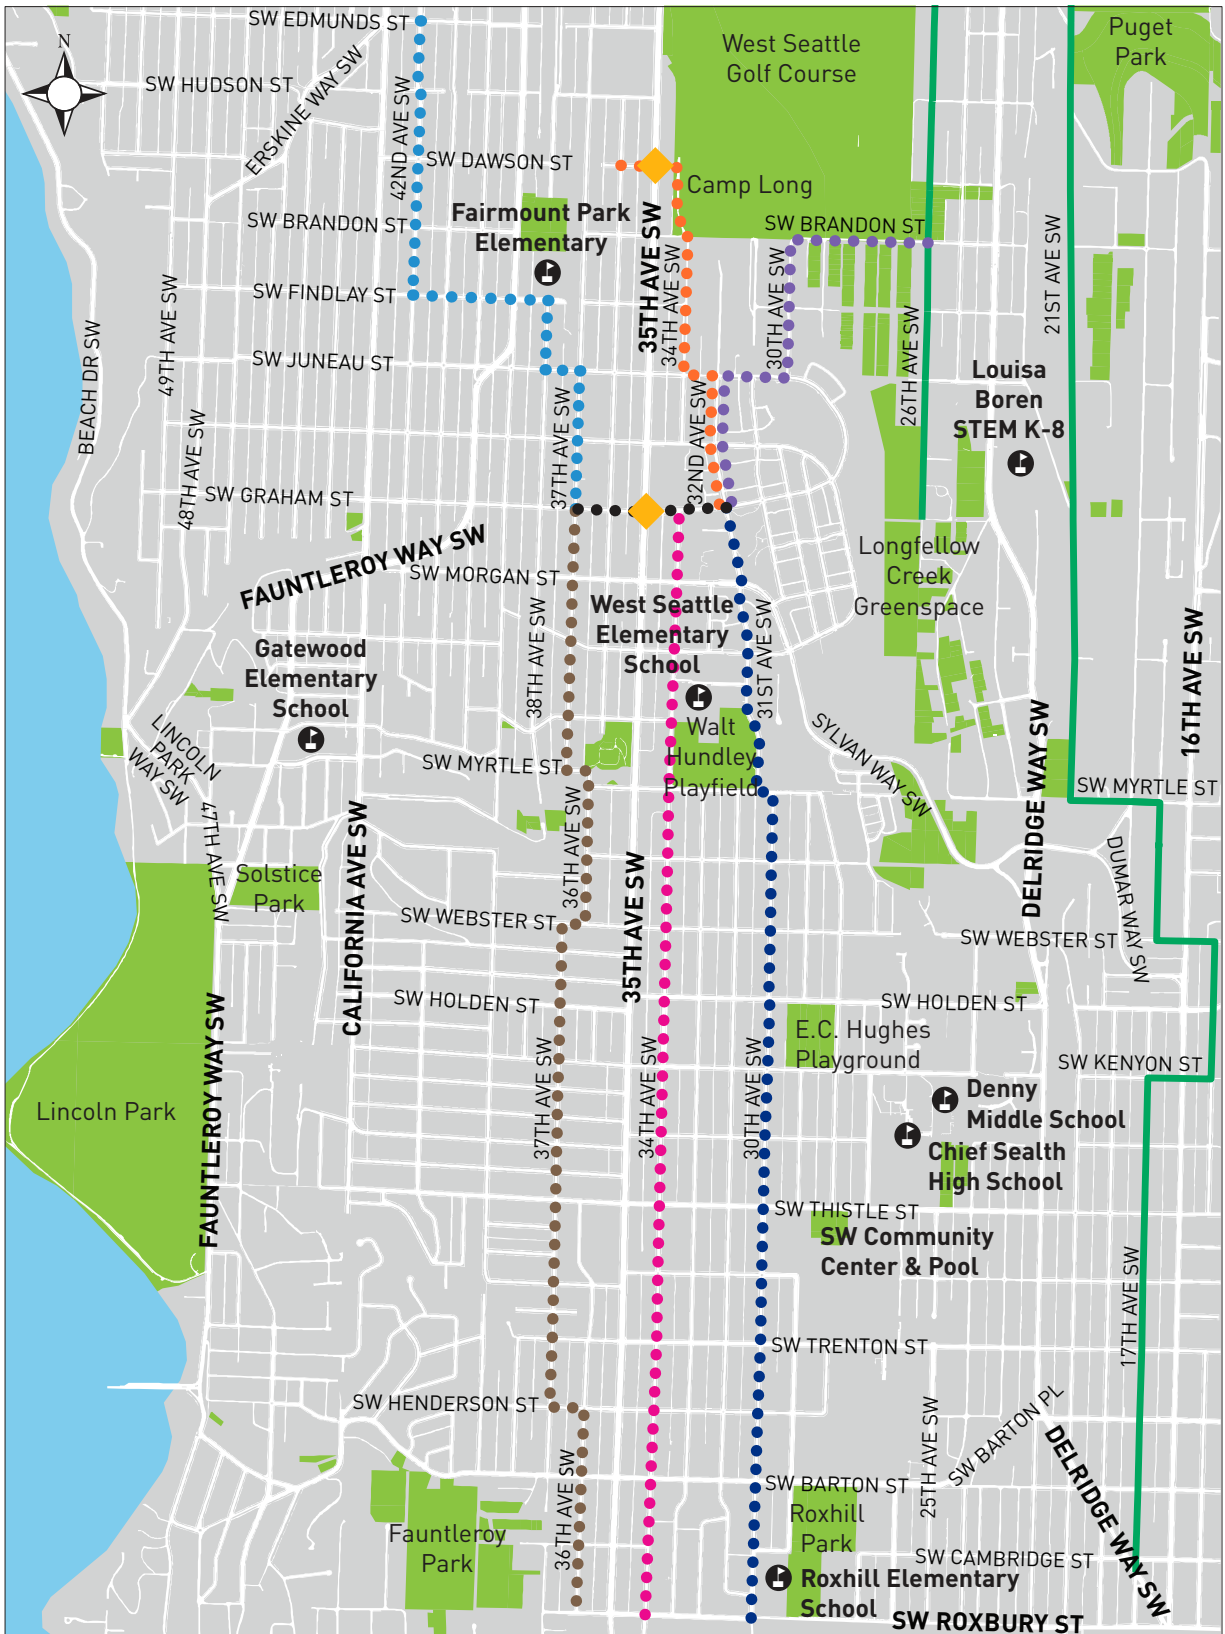 SW EDMUNDS ST
West Seattle
Golf Course
Puget
Park
N
SW HUDSON ST
ERSKINE WAY SW
42ND AVE SW
SW DAWSON ST
Camp Long
SW BRANDON ST
Fairmount Park
Elementary
SW BRANDON ST
35TH AVE SW
34TH AVE SW
30TH AVE SW
21ST AVE SW
49TH AVE SW
SW FINDLAY ST
BEACH DR SW
SW JUNEAU ST
26TH AVE SW
Louisa
Boren
STEM K-8
48TH AVE SW
37TH AVE SW
32ND AVE SW
SW GRAHAM ST
FAUNTLEROY WAY SW
SW MORGAN ST
Longfellow
Creek
Greenspace
38TH AVE SW
West Seattle
Elementary
School
31ST AVE SW
16TH AVE SW
Gatewood
Elementary
School
LINCOLN
PARK
WAY SW
Walt
Hundley
Playfield
SYLVAN WAY SW
DELRIDGE WAY SW
SW MYRTLE ST
SW MYRTLE ST
47TH AVE SW
CALIFORNIA AVE SW
36TH AVE SW
35TH AVE SW
DUMAR WAY SW
Solstice
Park
SW WEBSTER ST
SW WEBSTER ST
FAUNTLEROY WAY SW
SW HOLDEN ST
SW HOLDEN ST
E.C. Hughes
Playground
37TH AVE SW
34TH AVE SW
30TH AVE SW
SW KENYON ST
Lincoln Park
Denny
Middle School
Chief Sealth
High School
SW THISTLE ST
SW Community
Center & Pool
17TH AVE SW
SW TRENTON ST
SW HENDERSON ST
25TH AVE SW
SW BARTON PL
DELRIDGE WAY SW
36TH AVE SW
SW BARTON ST
Roxhill
Park
Fauntleroy
Park
SW CAMBRIDGE ST
Roxhill Elementary
School
SW ROXBURY ST